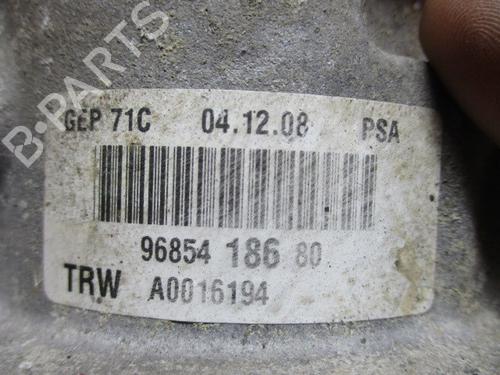 B-PARTS
GEP 71C 04.12.08 PSA
96854 186 80
TRW A0016194